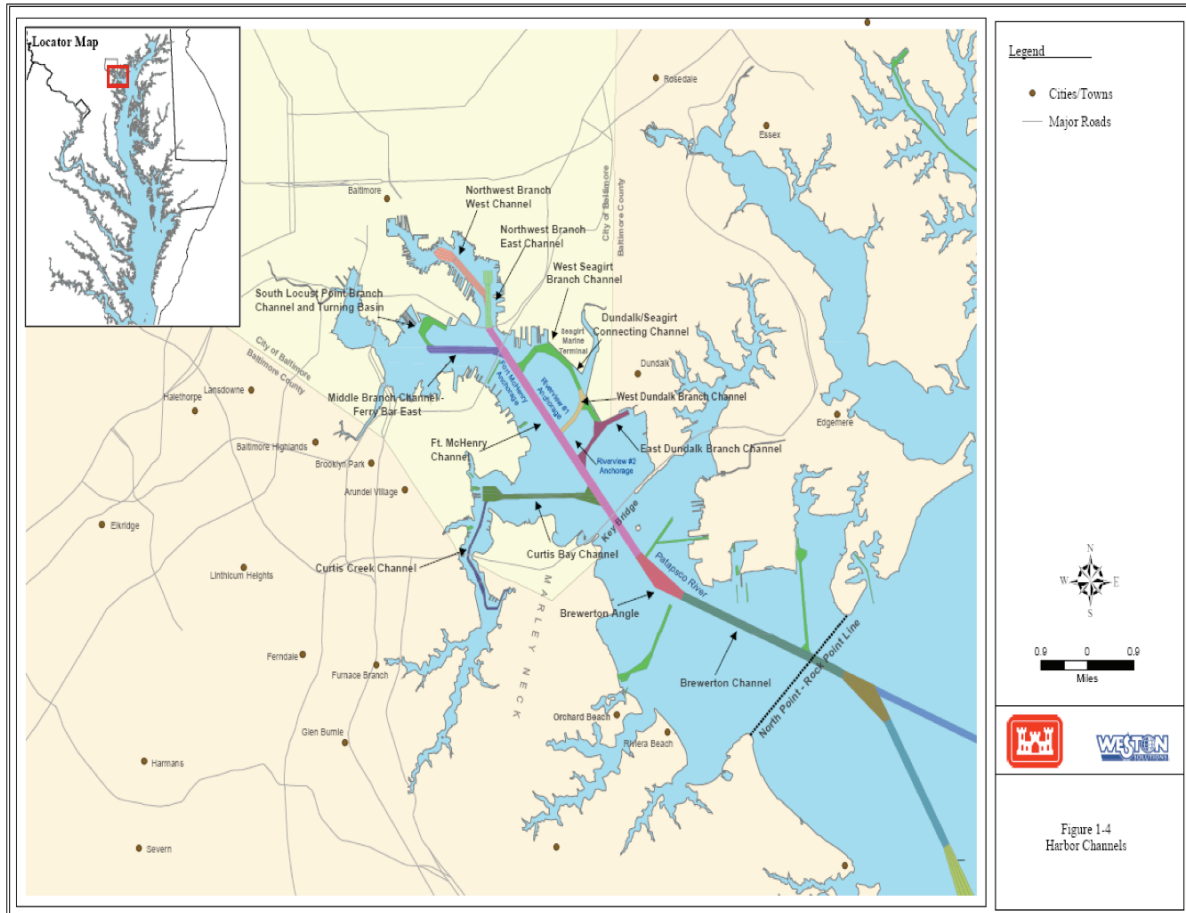 Locator Map
Rosedale
Essex
Baltimore
Northwest Branch
West Channel
Northwest Branch
East Channel
City of Baltimore
Baltimore County
West Seagirt
Branch Channel
South Locust Point Branch
Channel and Turning Basin
Dundalk/Seagirt
Connecting Channel
Seagirt
Marine
Terminal
City of Baltimore
Baltimore County
Dundalk
Lansdowne
Halethorpe
Middle Branch Channel -
Ferry Bar East
Fort McHenry
Anchorage
Riverview #1
Anchorage
West Dundalk Branch Channel
Edgemere
Baltimore Highlands
Ft. McHenry
Channel
East Dundalk Branch Channel
Riverview #2
Anchorage
Brooklyn Park
Arundel Village
Elkridge
Key Bridge
Curtis Bay Channel
Curtis Creek Channel
Linthicum Heights
Patapsco River
MARLEY NECK
Brewerton Angle
Ferndale
Furnace Branch
Brewerton Channel
North Point - Rock Point Line
Orchard Beach
Riviera Beach
Glen Burnie
Harmans
Severn
Legend
Cities/Towns
Major Roads
N
W E
S
0.9 0 0.9
Miles
WESTON
SOLUTIONS
Figure 1-4
Harbor Channels